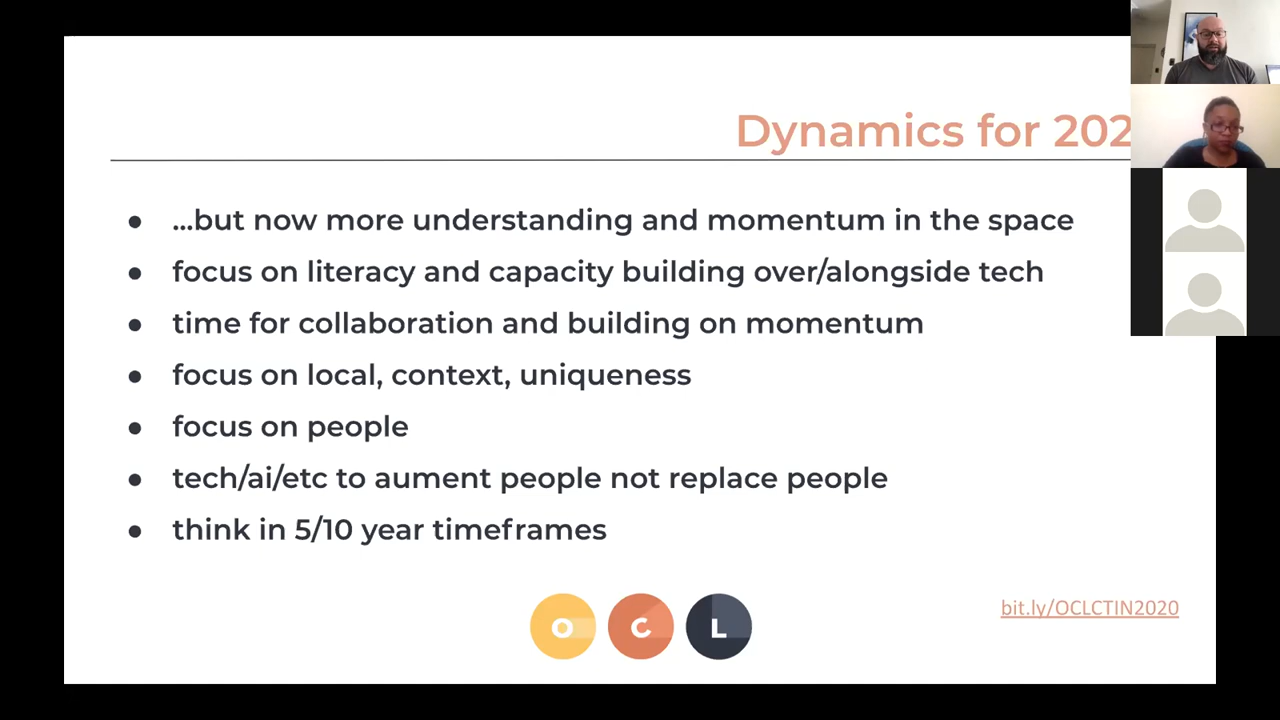 Dynamics for 202
● ...but now more understanding and momentum in the space
● focus on literacy and capacity building over/alongside tech
● time for collaboration and building on momentum
● focus on local, context, uniqueness
● focus on people
● tech/ai/etc to aument people not replace people
● think in 5/10 year timeframes
bit.ly/OCLCTIN2020
O C L